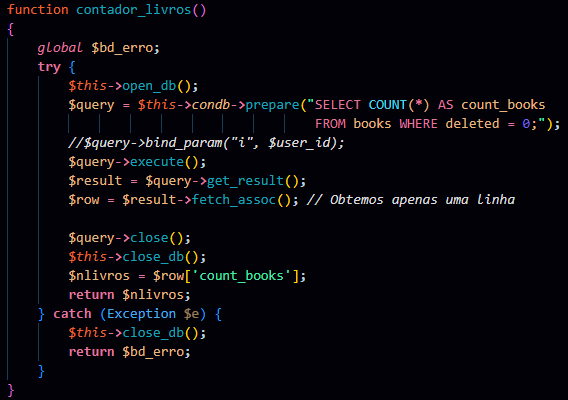 function contador_livros()
{
global $bd_erro;
try {
$this->open_db();
$query = $this->condb->prepare("SELECT COUNT(*) AS count_books
FROM books WHERE deleted = 0;");
//$query->bind_param("i", $user_id);
$query->execute();
$result = $query->get_result();
$row = $result->fetch_assoc(); // Obtemos apenas uma linha
$query->close();
$this->close_db();
$nlivros = $row['count_books'];
return $nlivros;
} catch (Exception $e) {
$this->close_db();
return $bd_erro;
}
}